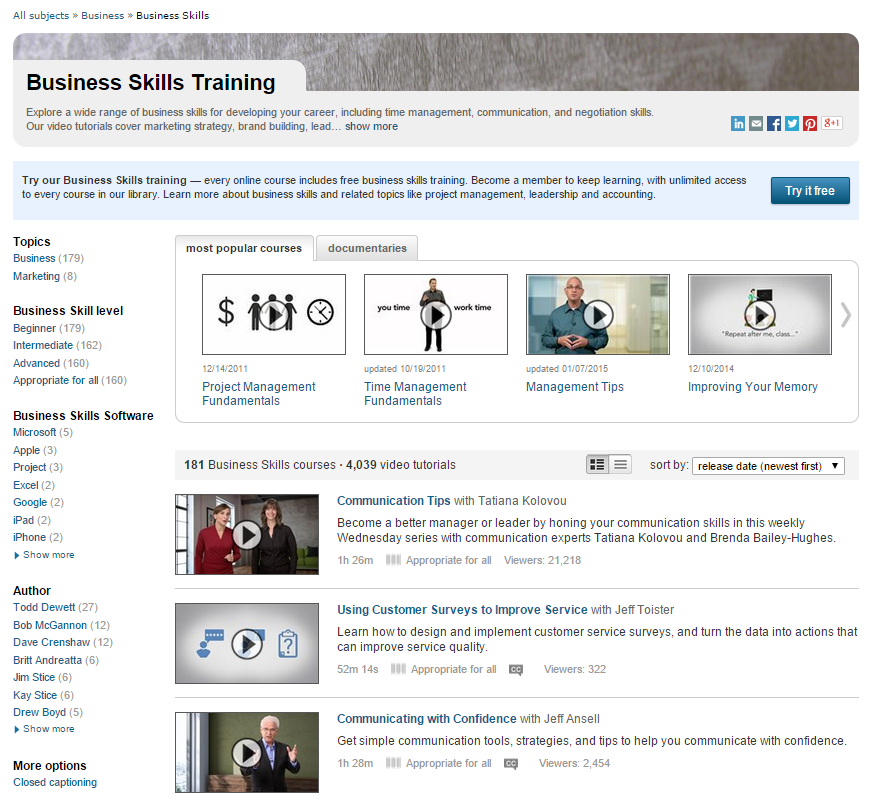 All subjects » Business » Business Skills
Business Skills Training
Explore a wide range of business skills for developing your career, including time management, communication, and negotiation skills.
Our video tutorials cover marketing strategy, brand building, lead… show more
in
f
P
g+1
Try our Business Skills training — every online course includes free business skills training. Become a member to keep learning, with unlimited access
to every course in our library. Learn more about business skills and related topics like project management, leadership and accounting.
Try it free
Topics
Business (179)
Marketing (8)
Business Skill level
Beginner (179)
Intermediate (162)
Advanced (160)
Appropriate for all (160)
Business Skills Software
Microsoft (5)
Apple (3)
Project (3)
Excel (2)
Google (2)
iPad (2)
iPhone (2)
Show more
Author
Todd Dewett (27)
Bob McGannon (12)
Dave Crenshaw (12)
Britt Andreatta (6)
Jim Stice (6)
Kay Stice (6)
Drew Boyd (5)
Show more
More options
Closed captioning
most popular courses
documentaries
$
12/14/2011
Project Management
Fundamentals
you time work time
updated 10/19/2011
Time Management
Fundamentals
updated 01/07/2015
Management Tips
"Repeat after me, class..."
12/10/2014
Improving Your Memory
181 Business Skills courses · 4,039 video tutorials
sort by: release date (newest first)
Communication Tips with Tatiana Kolovou
Become a better manager or leader by honing your communication skills in this weekly
Wednesday series with communication experts Tatiana Kolovou and Brenda Bailey-Hughes.
1h 26m Appropriate for all Viewers: 21,218
?
Using Customer Surveys to Improve Service with Jeff Toister
Learn how to design and implement customer service surveys, and turn the data into actions that
can improve service quality.
52m 14s Appropriate for all cc Viewers: 322
Communicating with Confidence with Jeff Ansell
Get simple communication tools, strategies, and tips to help you communicate with confidence.
1h 28m Appropriate for all cc Viewers: 2,454